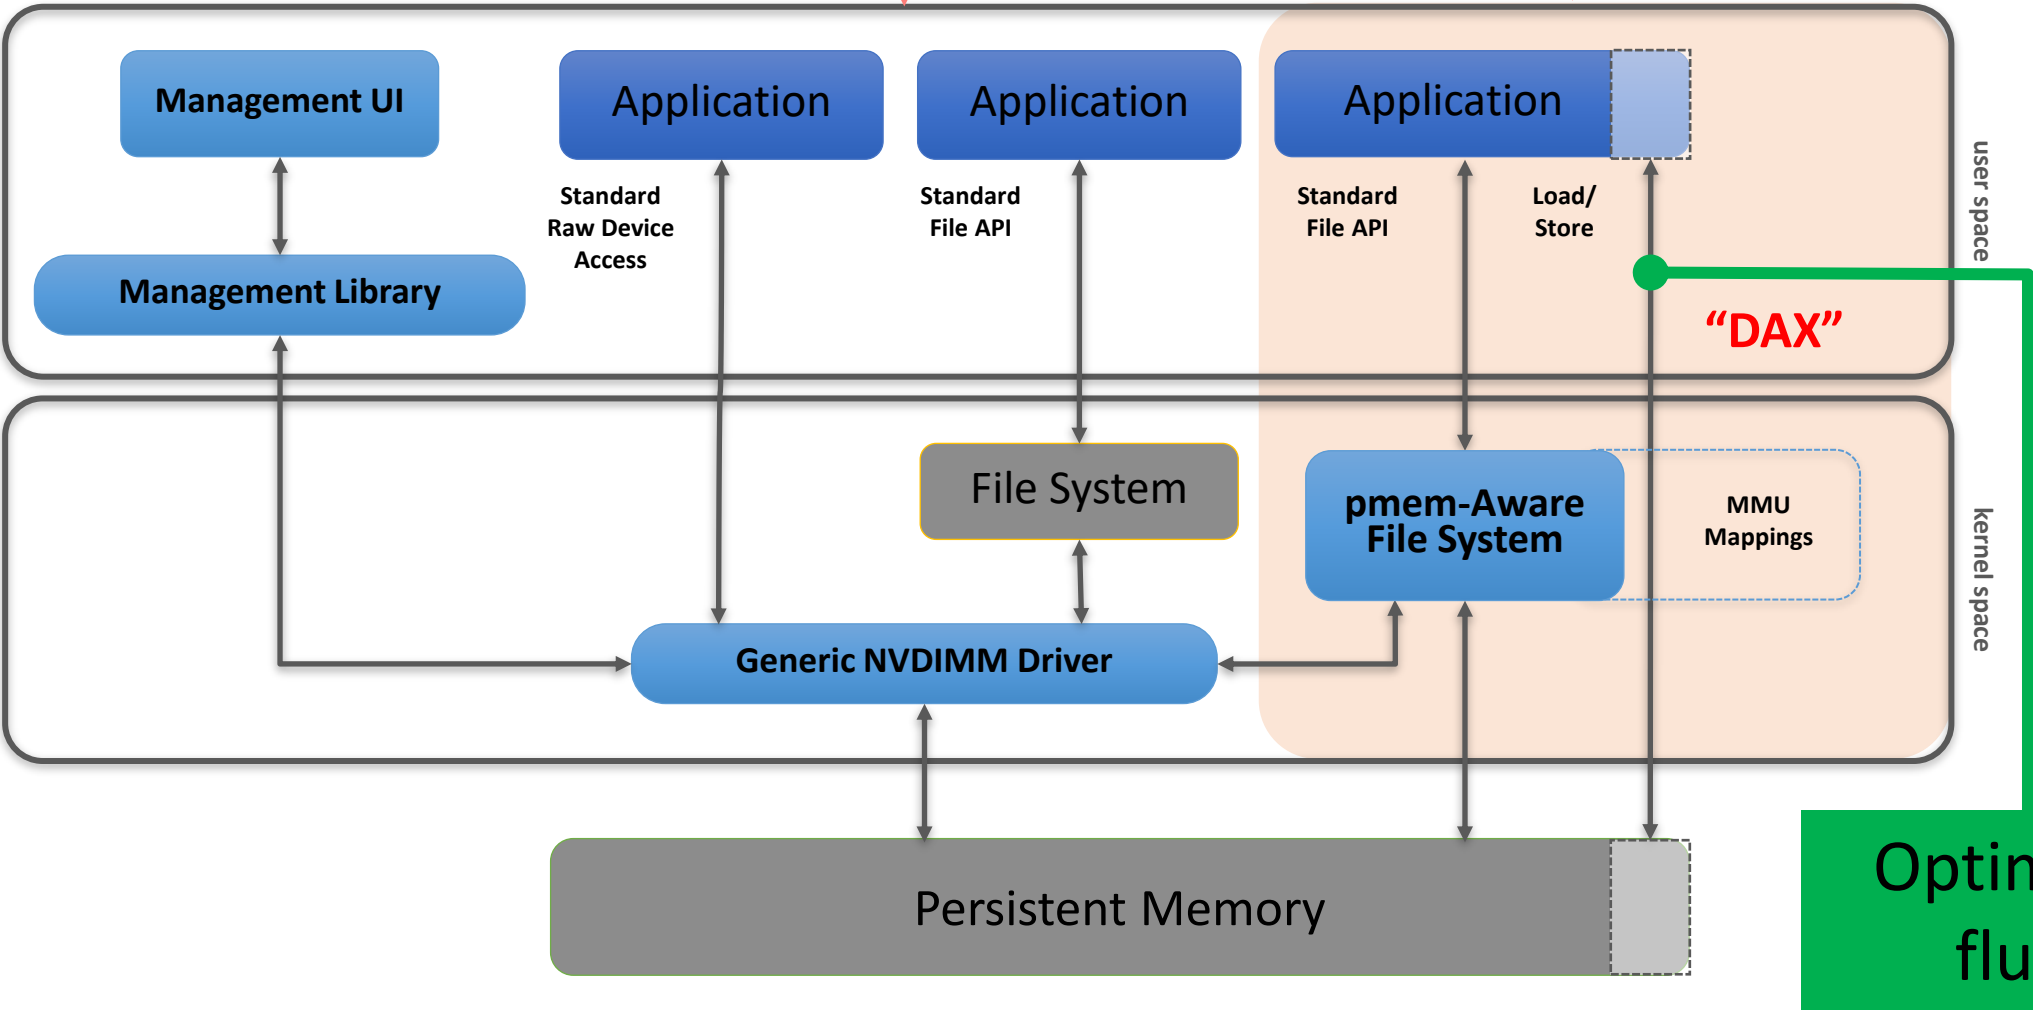 Management UI
Application
Application
Application
Standard
Raw Device
Access
Standard
File API
Standard
File API
Load/
Store
user space
Management Library
“DAX”
File System
pmem-Aware
File System
MMU
Mappings
kernel space
Generic NVDIMM Driver
Persistent Memory